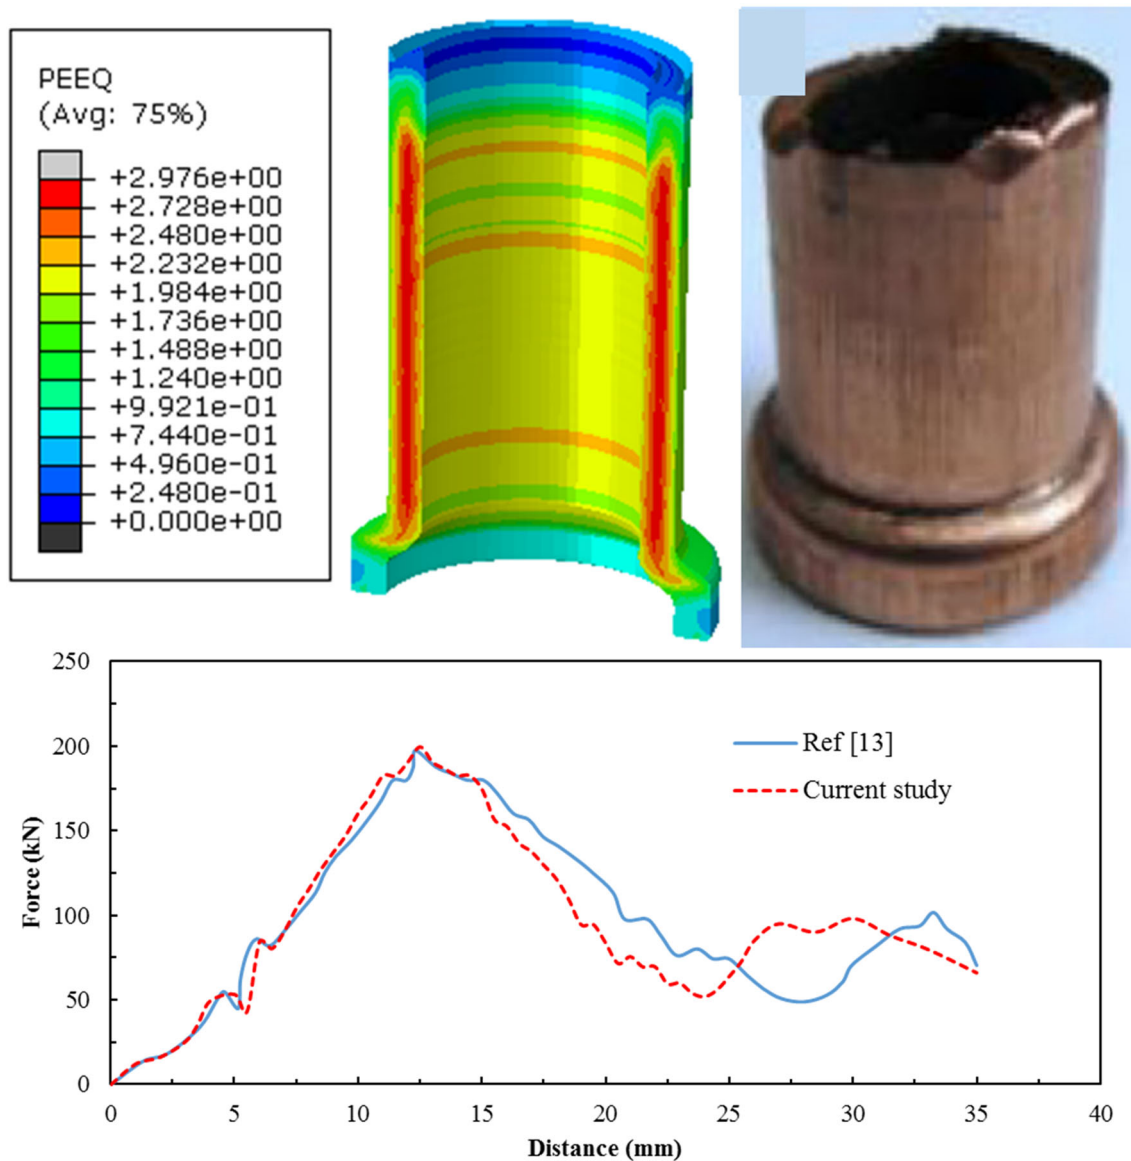 PEEQ
(Avg: 75%)
+2.976e+00
+2.728e+00
+2.480e+00
+2.232e+00
+1.984e+00
+1.736e+00
+1.488e+00
+1.240e+00
+9.921e-01
+7.440e-01
+4.960e-01
+2.480e-01
+0.000e+00
250
200
150
100
50
0
Force (kN)
Ref [13]
Current study
0 5 10 15 20 25 30 35 40
Distance (mm)